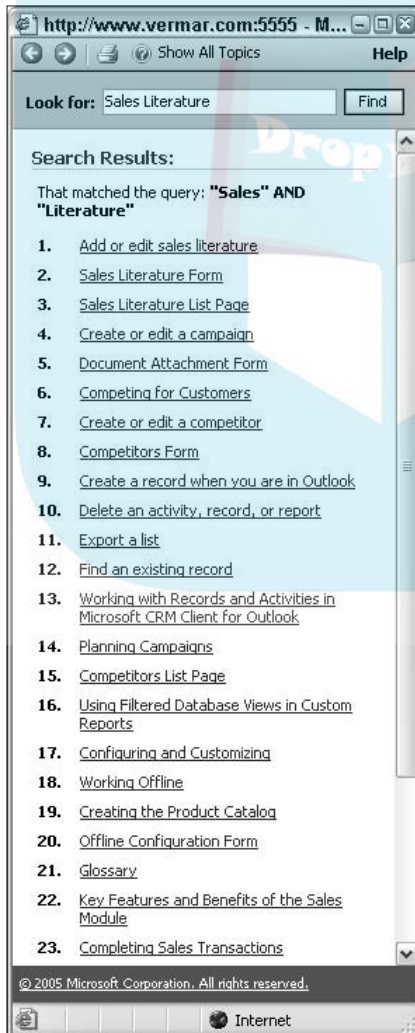 http://www.vermar.com:5555 - M...
Show All Topics Help
Look for: Sales Literature Find
Drop
Search Results:
That matched the query: "Sales" AND
"Literature"
1. Add or edit sales literature
2. Sales Literature Form
3. Sales Literature List Page
4. Create or edit a campaign
5. Document Attachment Form
6. Competing for Customers
7. Create or edit a competitor
8. Competitors Form
9. Create a record when you are in Outlook
10. Delete an activity, record, or report
11. Export a list
12. Find an existing record
13. Working with Records and Activities in
Microsoft CRM Client for Outlook
14. Planning Campaigns
15. Competitors List Page
16. Using Filtered Database Views in Custom
Reports
17. Configuring and Customizing
18. Working Offline
19. Creating the Product Catalog
20. Offline Configuration Form
21. Glossary
22. Key Features and Benefits of the Sales
Module
23. Completing Sales Transactions
© 2005 Microsoft Corporation. All rights reserved.
Internet